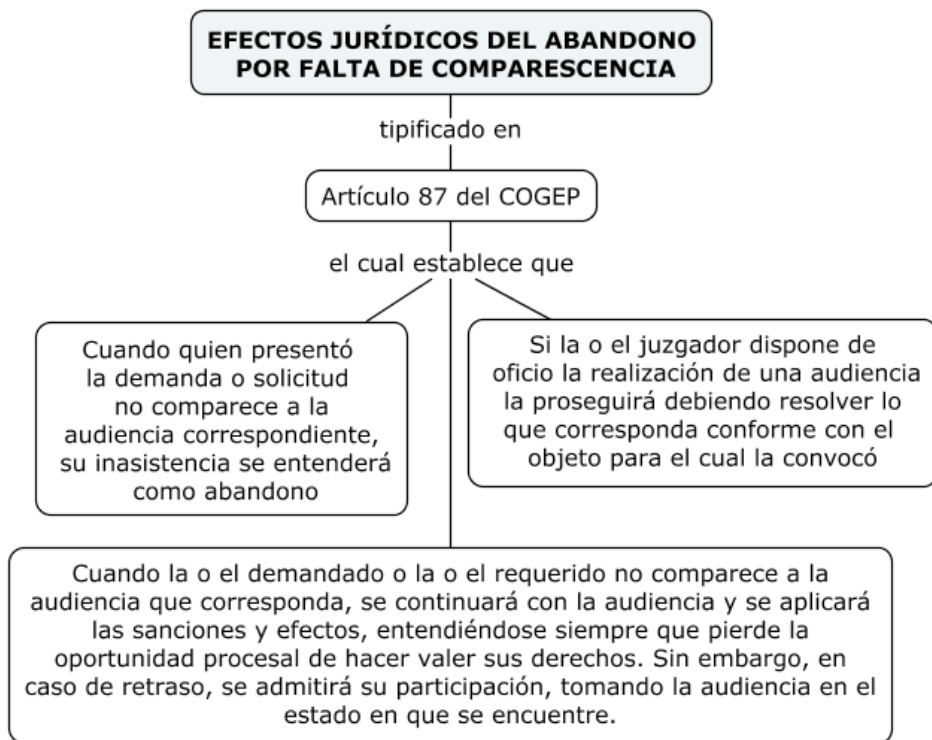 EFECTOS JURÍDICOS DEL ABANDONO
POR FALTA DE COMPARESCENCIA
tipificado en
Artículo 87 del COGEP
el cual establece que
Cuando quien presentó
la demanda o solicitud
no comparece a la
audiencia correspondiente,
su inasistencia se entenderá
como abandono
Si la o el juzgador dispone de
oficio la realización de una audiencia
la proseguirá debiendo resolver lo
que corresponda conforme con el
objeto para el cual la convocó
Cuando la o el demandado o la o el requerido no comparece a la
audiencia que corresponda, se continuará con la audiencia y se aplicará
las sanciones y efectos, entendiéndose siempre que pierde la
oportunidad procesal de hacer valer sus derechos. Sin embargo, en
caso de retraso, se admitirá su participación, tomando la audiencia en el
estado en que se encuentre.